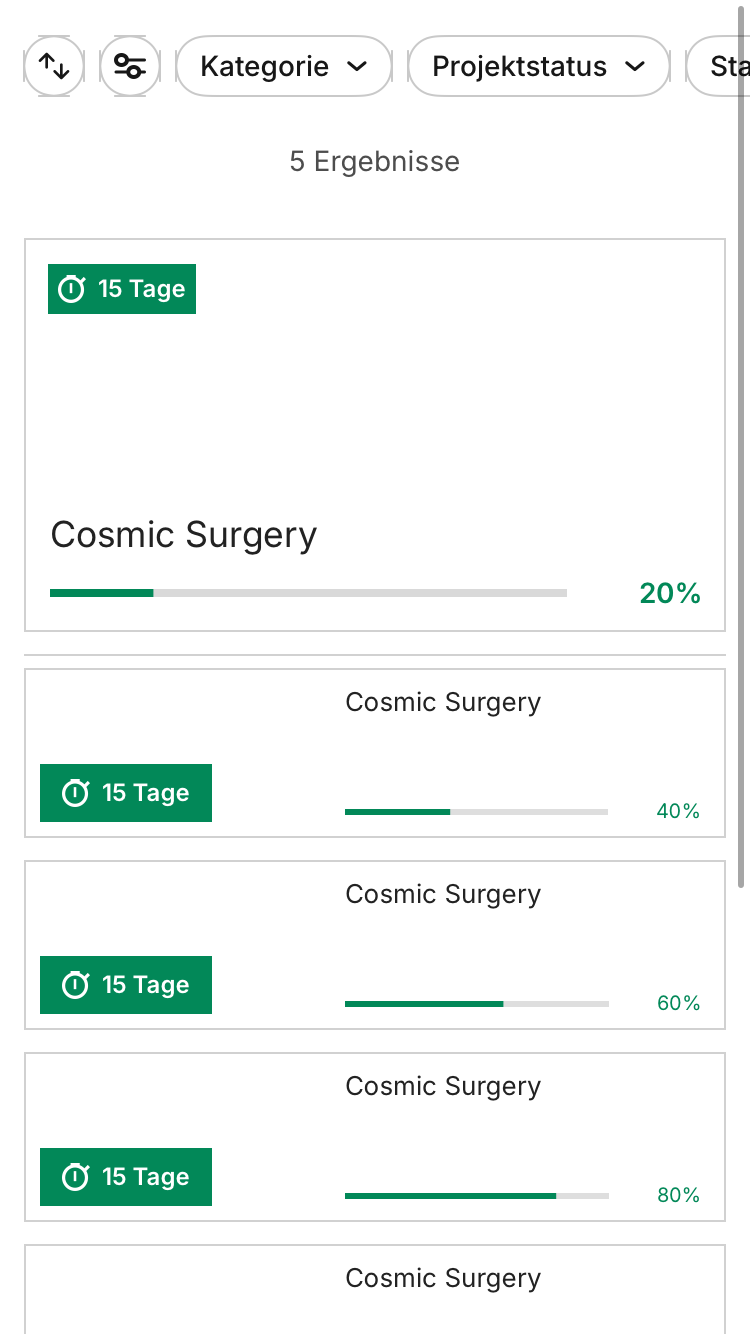 Kategorie
Projektstatus
Sta
5 Ergebnisse
15 Tage
Cosmic Surgery
20%
Cosmic Surgery
15 Tage
40%
Cosmic Surgery
15 Tage
60%
Cosmic Surgery
15 Tage
80%
Cosmic Surgery